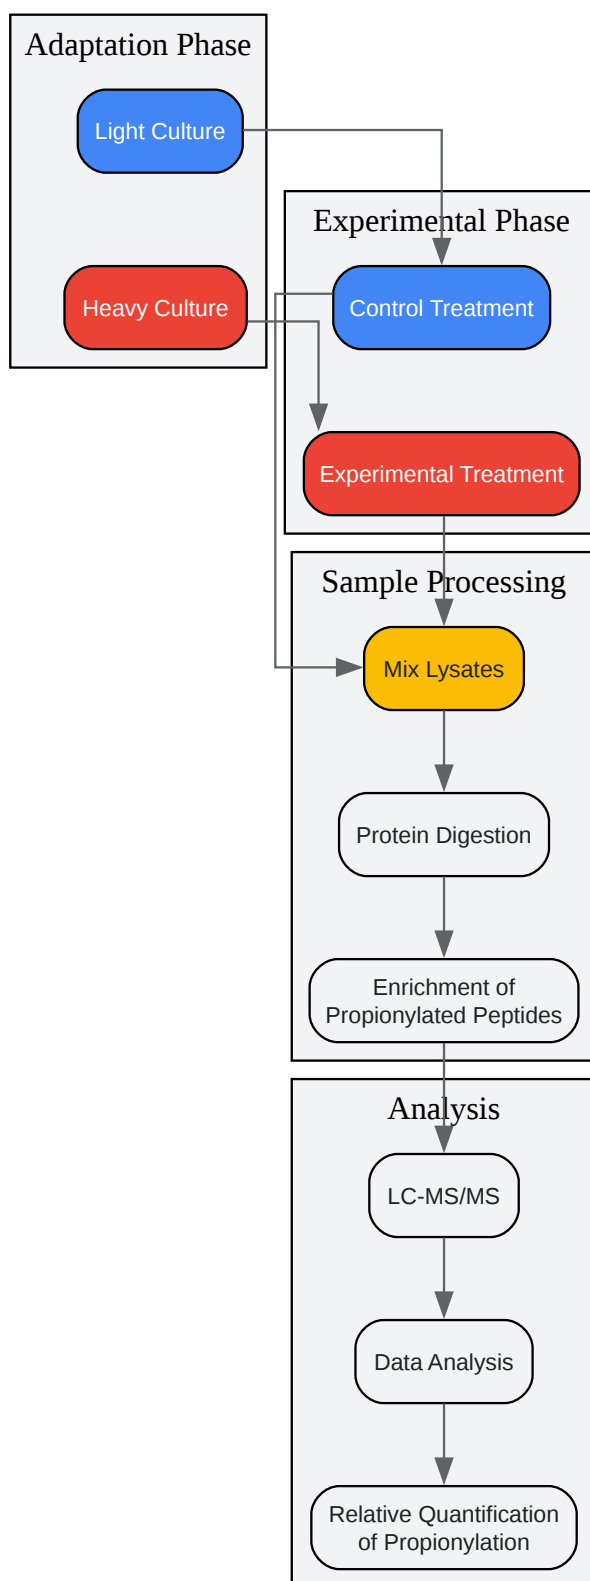 Adaptation Phase
Light Culture
Heavy Culture
Experimental Phase
Control Treatment
Experimental Treatment
Sample Processing
Mix Lysates
Protein Digestion
Enrichment of
Propionylated Peptides
Analysis
LC-MS/MS
Data Analysis
Relative Quantification
of Propionylation